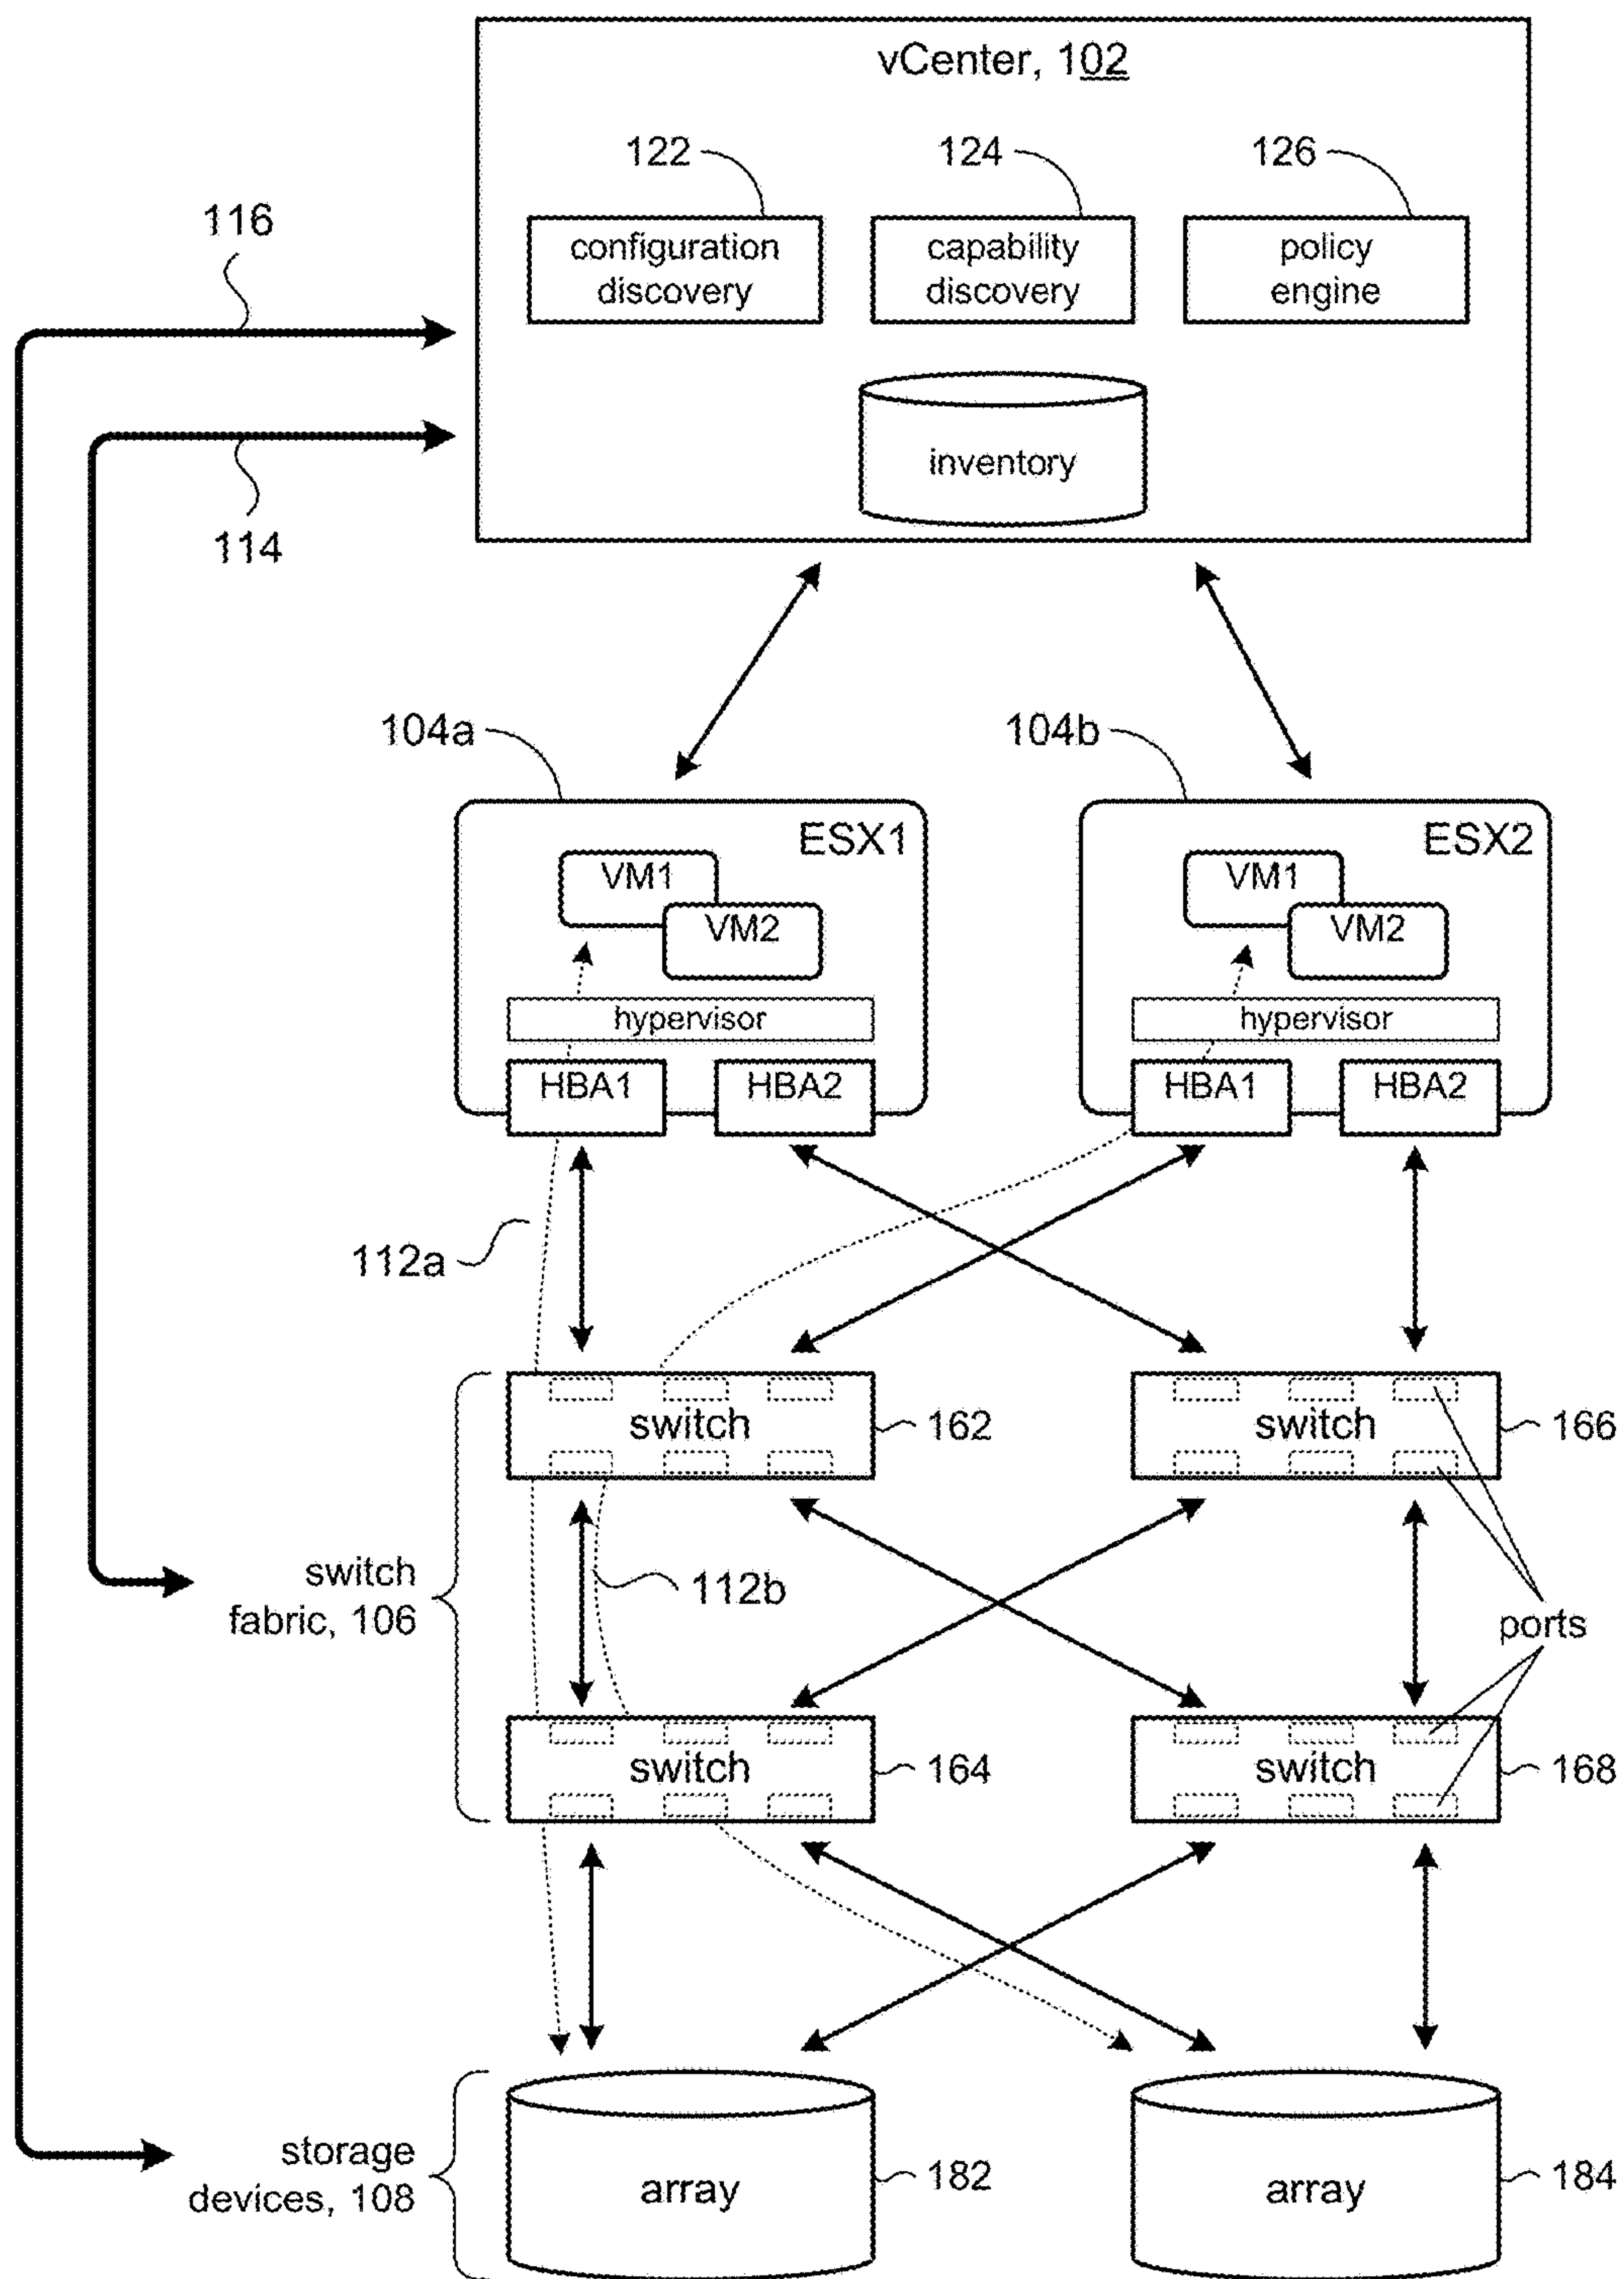 vCenter, 102
122
124
126
configuration
discovery
capability
discovery
policy
engine
116
inventory
114
104a
104b
ESX1
VM1
VM2
hypervisor
HBA1
HBA2
ESX2
VM1
VM2
hypervisor
HBA1
HBA2
112a
switch
162
switch
166
switch
fabric, 106
112b
ports
switch
164
switch
168
storage
devices, 108
array
182
array
184